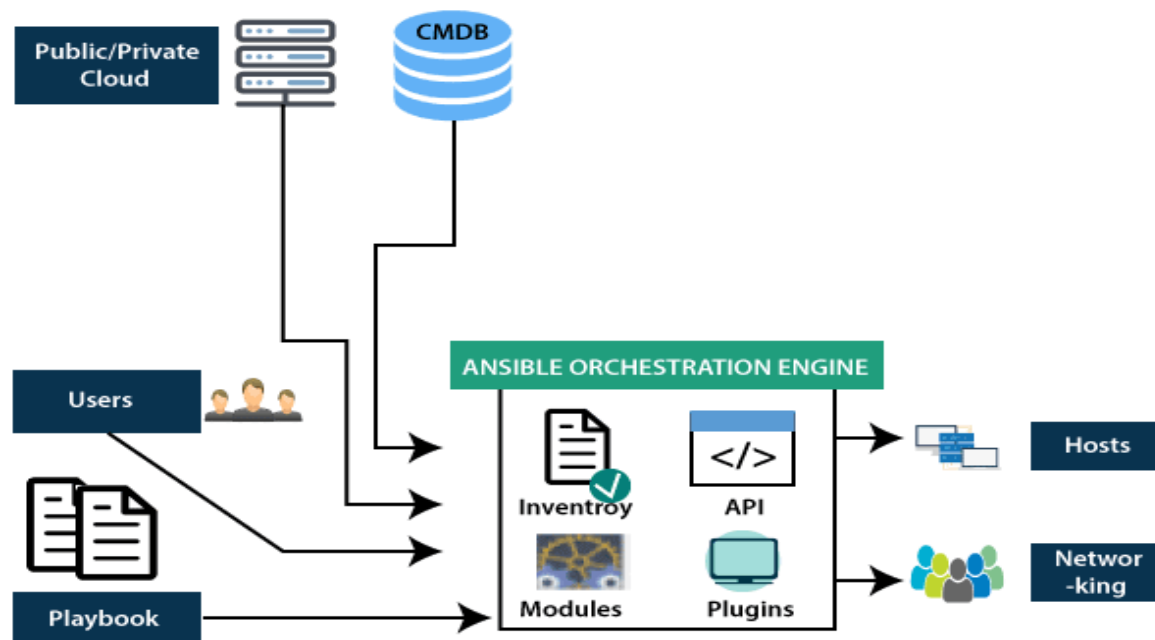 Public/Private
Cloud
CMDB
ANSIBLE ORCHESTRATION ENGINE
Users
</>
Hosts
Inventroy
API
Modules
Plugins
Networ
-king
Playbook